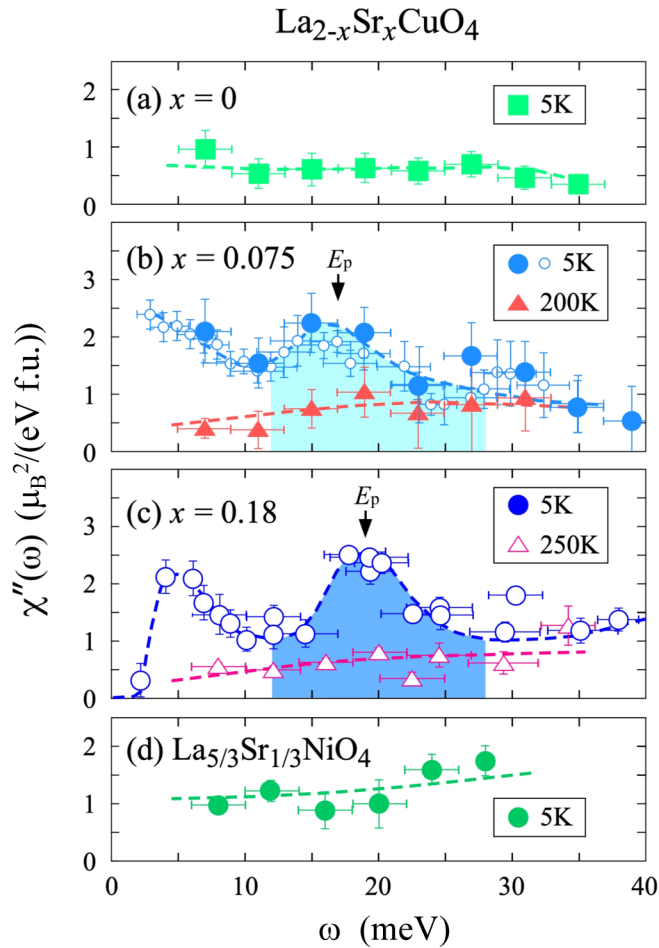 La2-xSrxCuO4
(a) x = 0
5K
2
1
0
(b) x = 0.075
Ep
5K
200K
3
2
1
0
(c) x = 0.18
Ep
5K
250K
3
2
1
0
(d) La5/3Sr1/3NiO4
5K
2
1
0
0 10 20 30 40
ω (meV)
χ″(ω) (μB²/(eV f.u.))